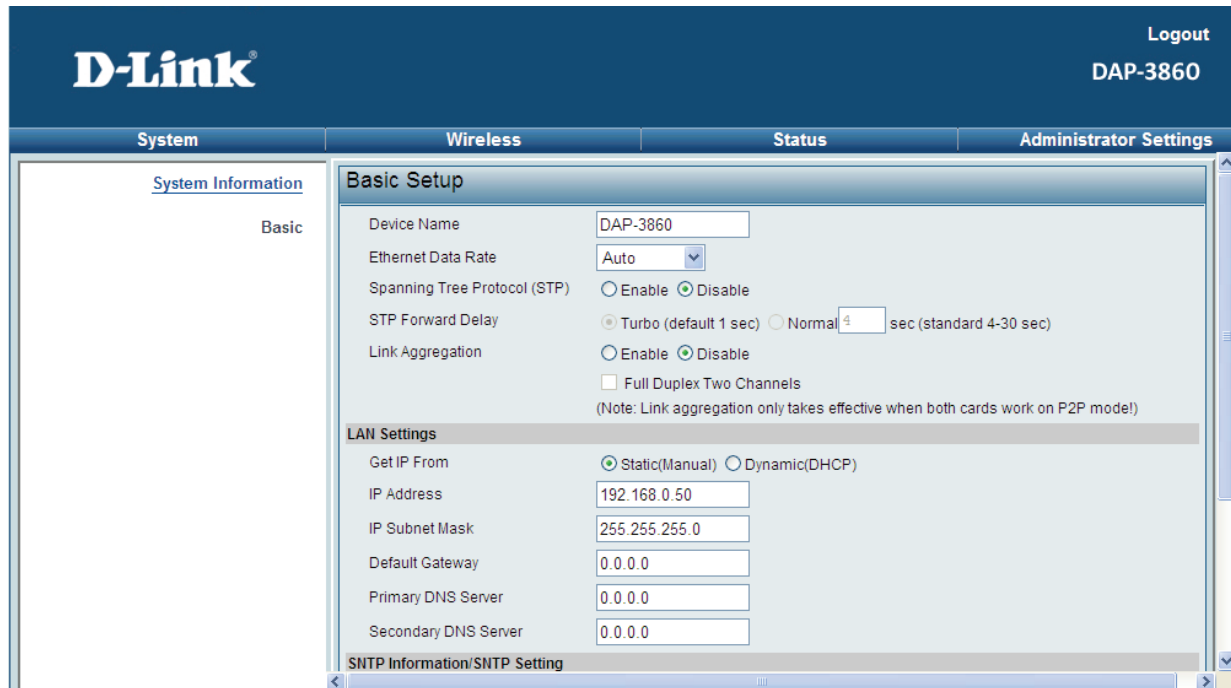 Logout
D-Link®
DAP-3860
System Wireless Status Administrator Settings
System Information
Basic
Basic Setup
Device Name DAP-3860
Ethernet Data Rate Auto
Spanning Tree Protocol (STP) Enable Disable
STP Forward Delay Turbo (default 1 sec) Normal 4 sec (standard 4-30 sec)
Link Aggregation Enable Disable
Full Duplex Two Channels
(Note: Link aggregation only takes effective when both cards work on P2P mode!)
LAN Settings
Get IP From Static(Manual) Dynamic(DHCP)
IP Address 192.168.0.50
IP Subnet Mask 255.255.255.0
Default Gateway 0.0.0.0
Primary DNS Server 0.0.0.0
Secondary DNS Server 0.0.0.0
SNTP Information/SNTP Setting